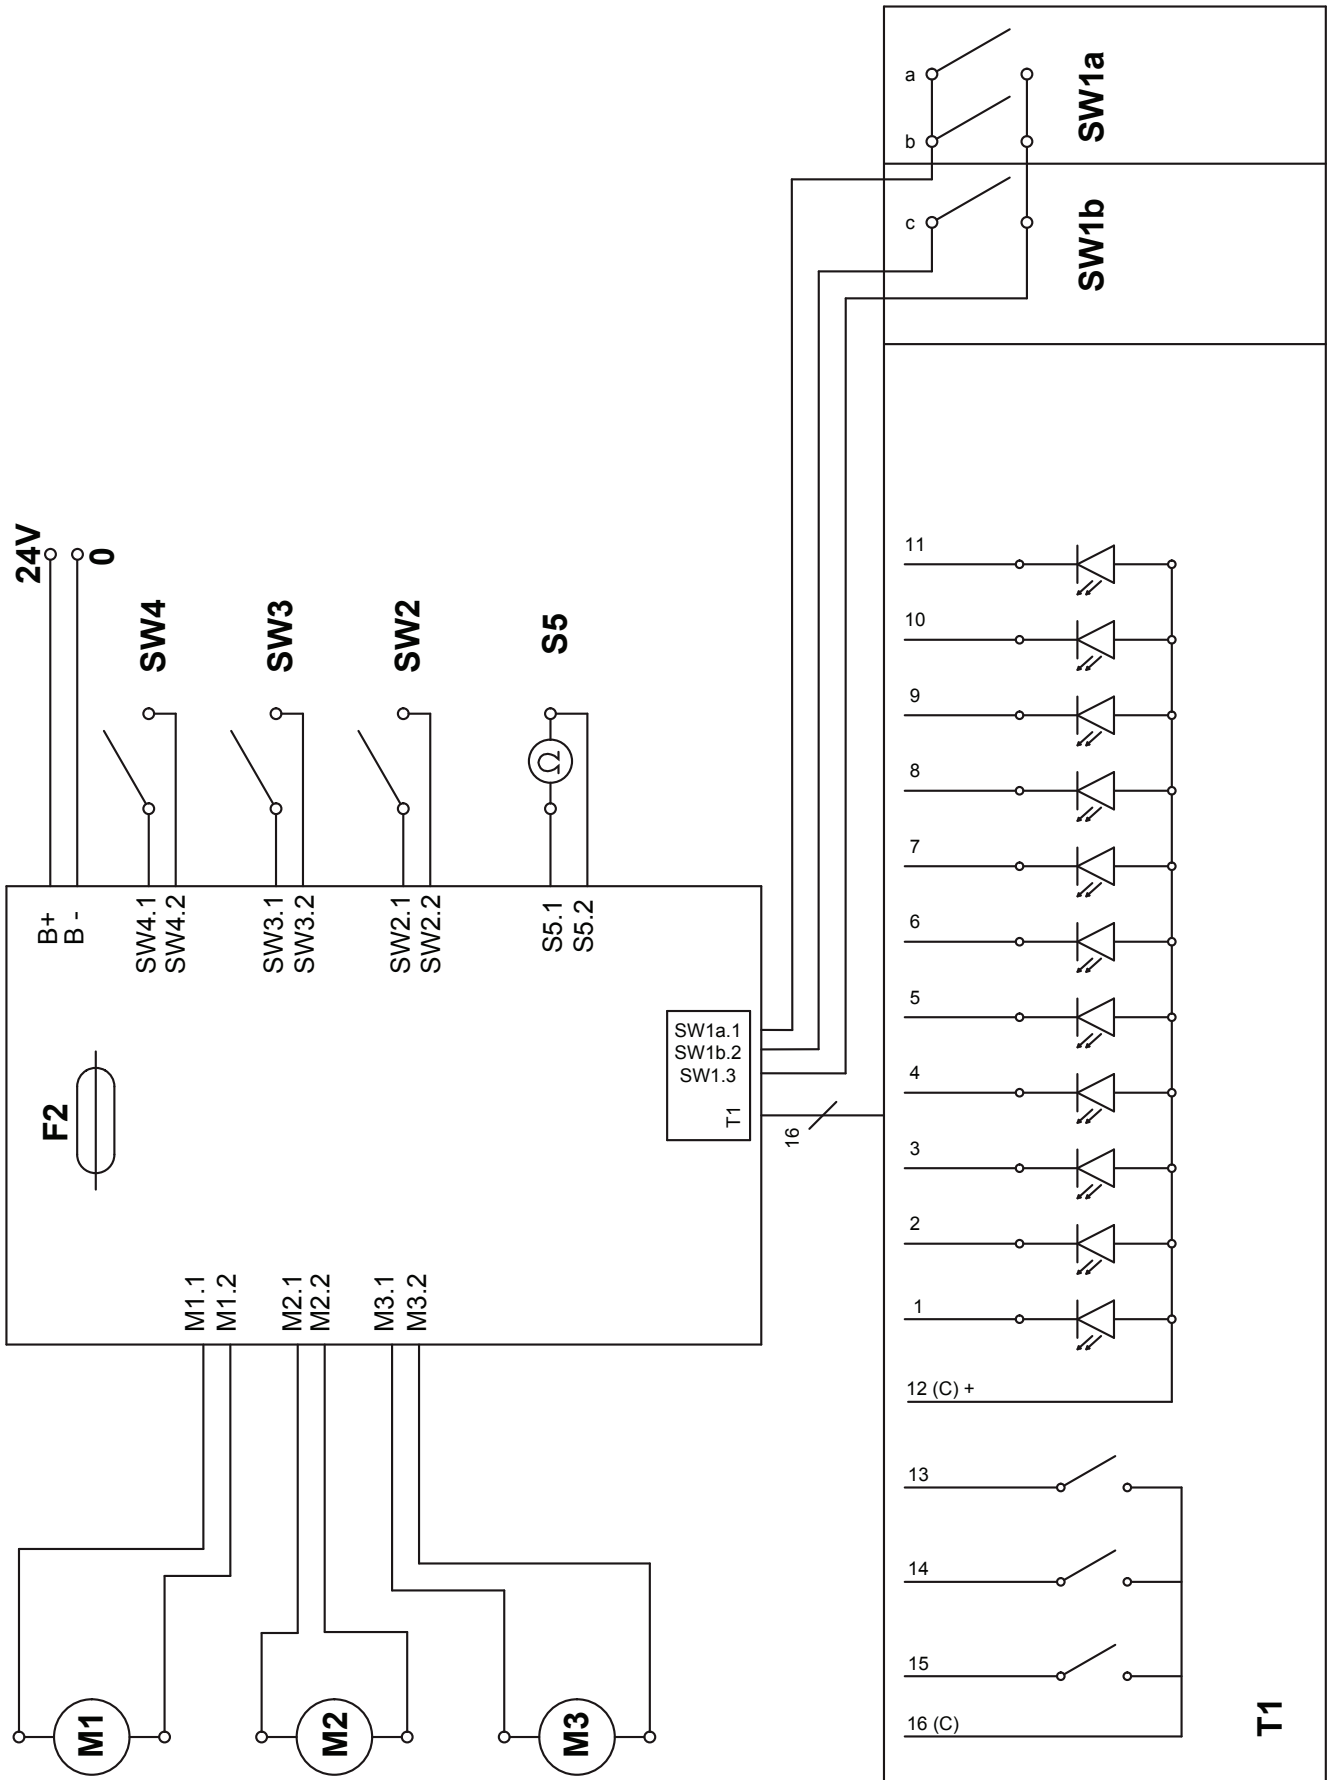 a
b
SW1a
c
SW1b
24V
0
SW4
SW3
SW2
S5
B+
B -
SW4.1
SW4.2
SW3.1
SW3.2
SW2.1
SW2.2
S5.1
S5.2
Ω
F2
SW1a.1
SW1b.2
SW1.3
T1
16
M1.1
M1.2
M2.1
M2.2
M3.1
M3.2
M1
M2
M3
11
10
9
8
7
6
5
4
3
2
1
12 (C) +
13
14
15
16 (C)
T1